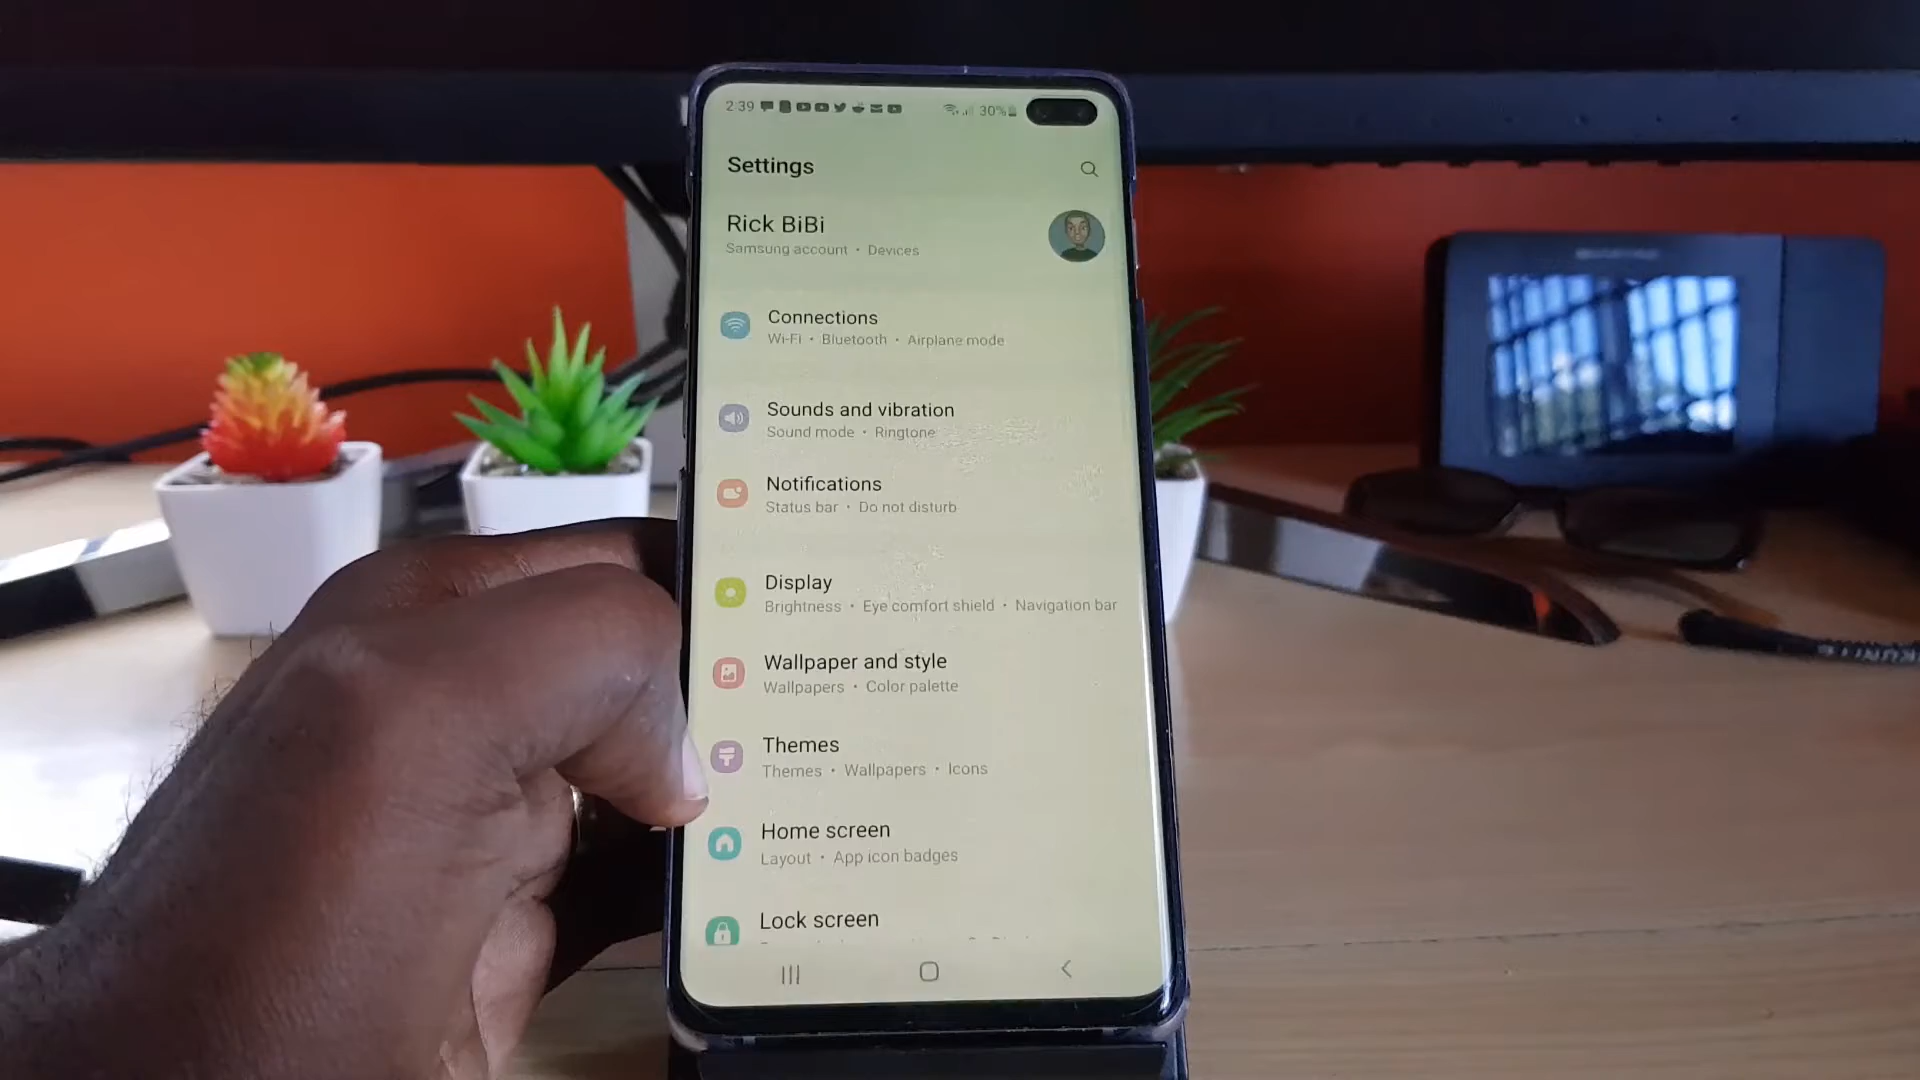 2:39
30%
Settings
Rick BiBi
Samsung account • Devices
Connections
Wi-Fi • Bluetooth • Airplane mode
Sounds and vibration
Sound mode • Ringtone
Notifications
Status bar • Do not disturb
Display
Brightness • Eye comfort shield • Navigation bar
Wallpaper and style
Wallpapers • Color palette
Themes
Themes • Wallpapers • Icons
Home screen
Layout • App icon badges
Lock screen